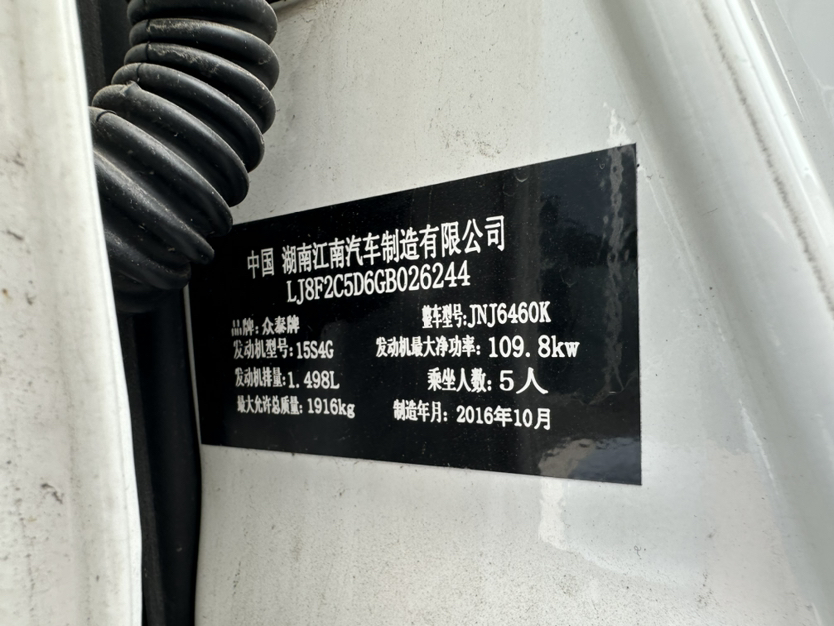 中国 湖南江南汽车制造有限公司
LJ8F2C5D6GB026244
品牌:众泰牌 整车型号:JNJ6460K
发动机型号:15S4G 发动机最大净功率:109.8kw
发动机排量:1.498L 乘坐人数:5人
最大允许总质量:1916kg 制造年月:2016年10月